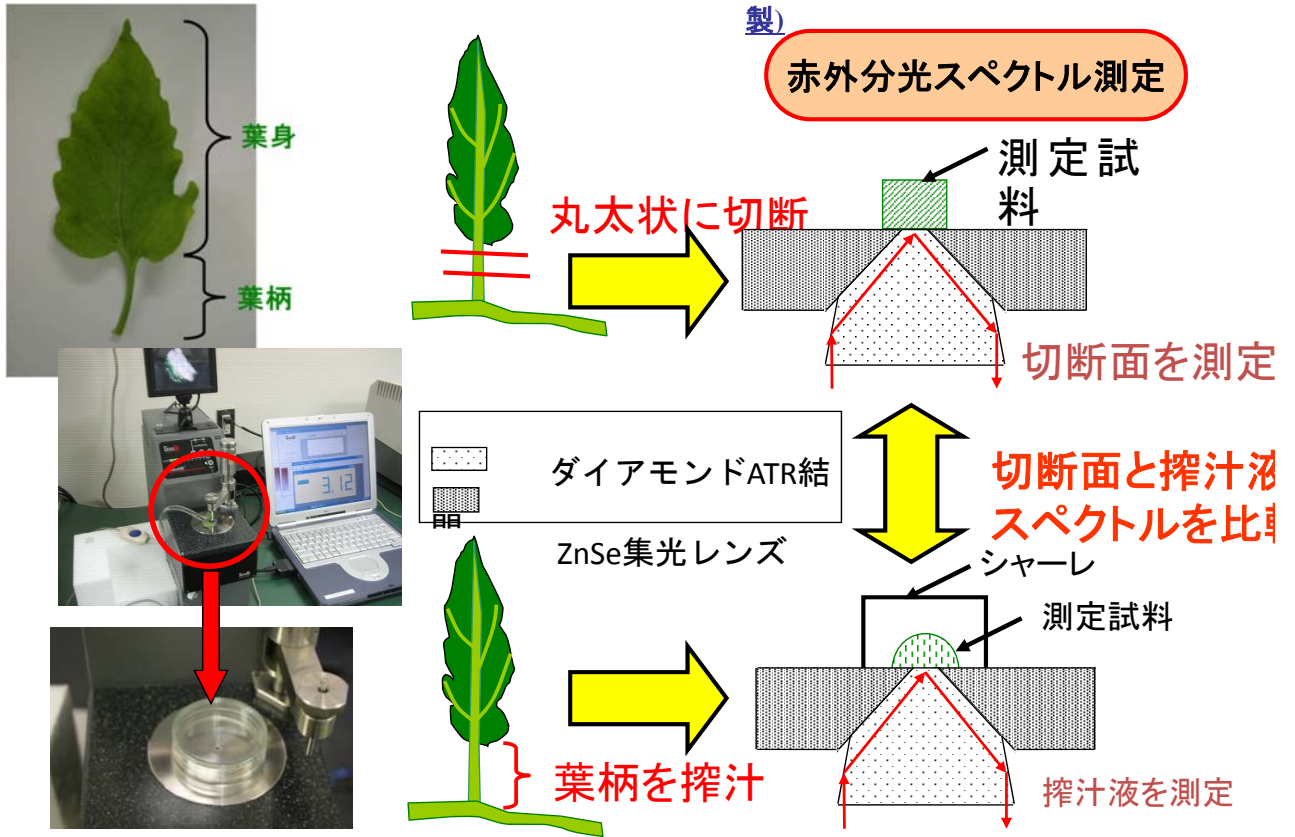 製)
赤外分光スペクトル測定
葉身
葉柄
丸太状に切断
測定試
料
切断面を測定
3.12
ダイアモンドATR結
晶
ZnSe集光レンズ
切断面と搾汁液
スペクトルを比
シャーレ
測定試料
葉柄を搾汁
搾汁液を測定